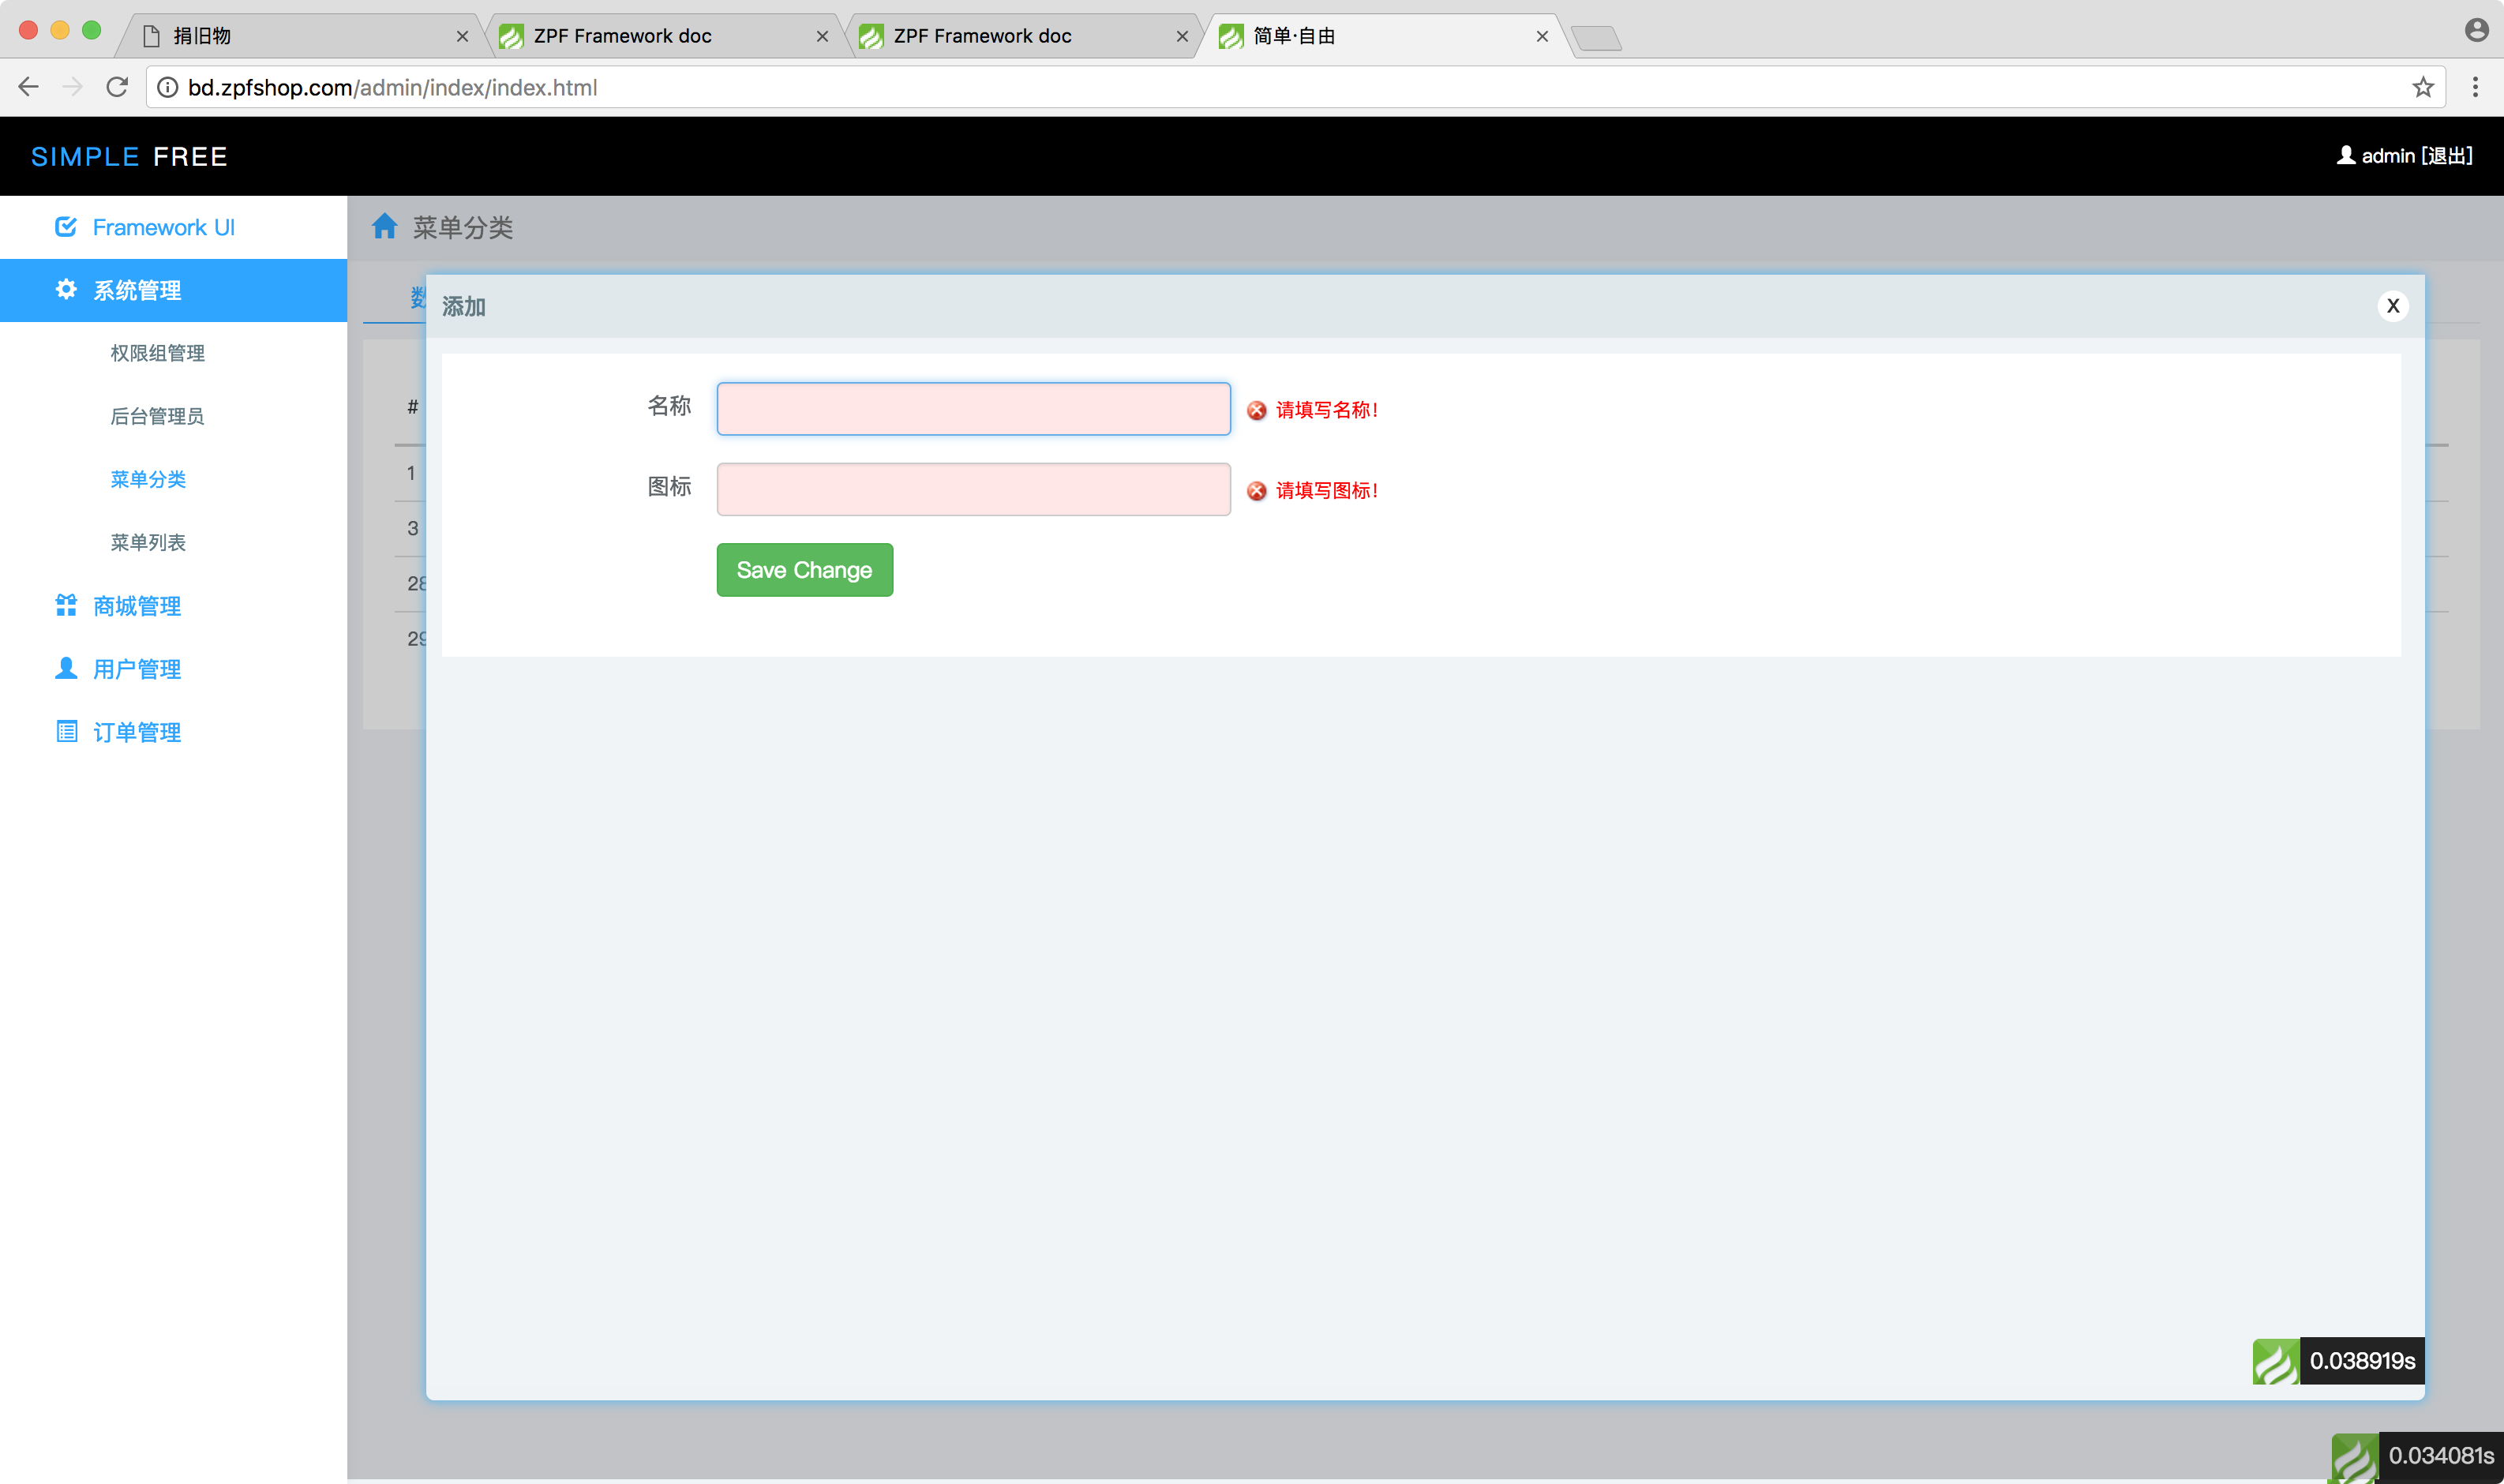 捐旧物
ZPF Framework doc
ZPF Framework doc
简单·自由
bd.zpfshop.com/admin/index/index.html
SIMPLE FREE
admin [退出]
Framework UI
系统管理
权限组管理
后台管理员
菜单分类
菜单列表
商城管理
用户管理
订单管理
菜单分类
数
#
1
3
28
29
添加
X
名称
请填写名称!
图标
请填写图标!
Save Change
0.038919s
0.034081s